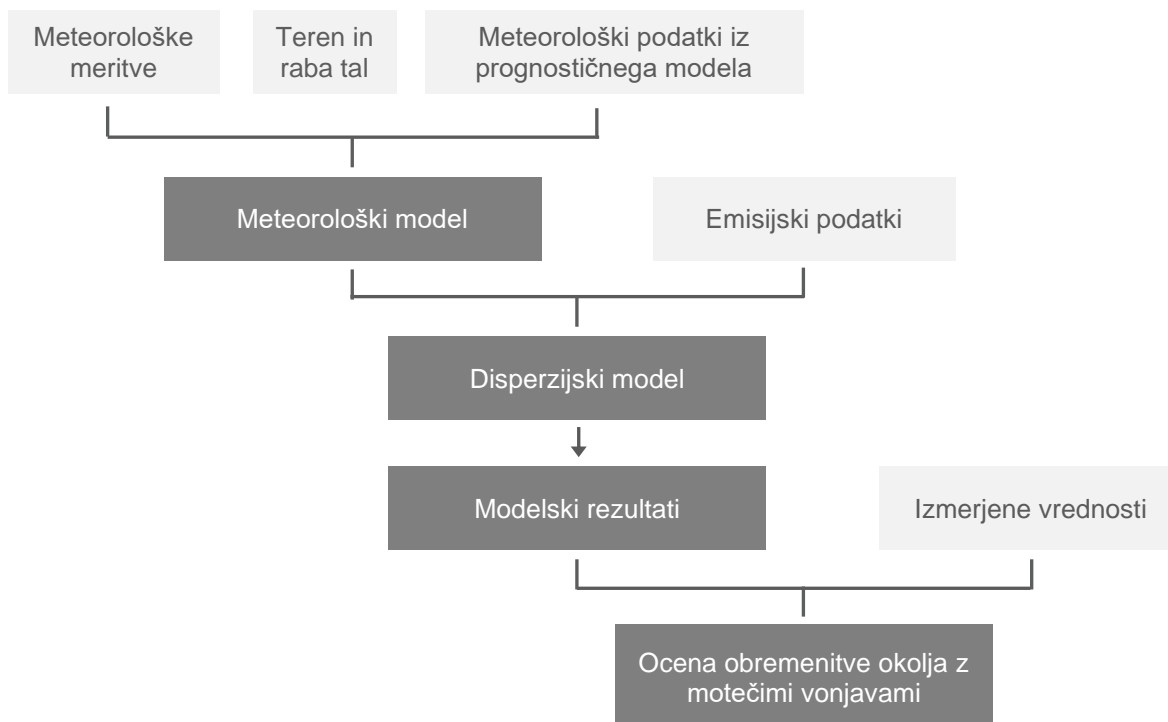 Meteorološke
meritve
Teren in
raba tal
Meteorološki podatki iz
prognostičnega modela
Meteorološki model
Emisijski podatki
Disperzijski model
Modelski rezultati
Izmerjene vrednosti
Ocena obremenitve okolja z
motečimi vonjavami